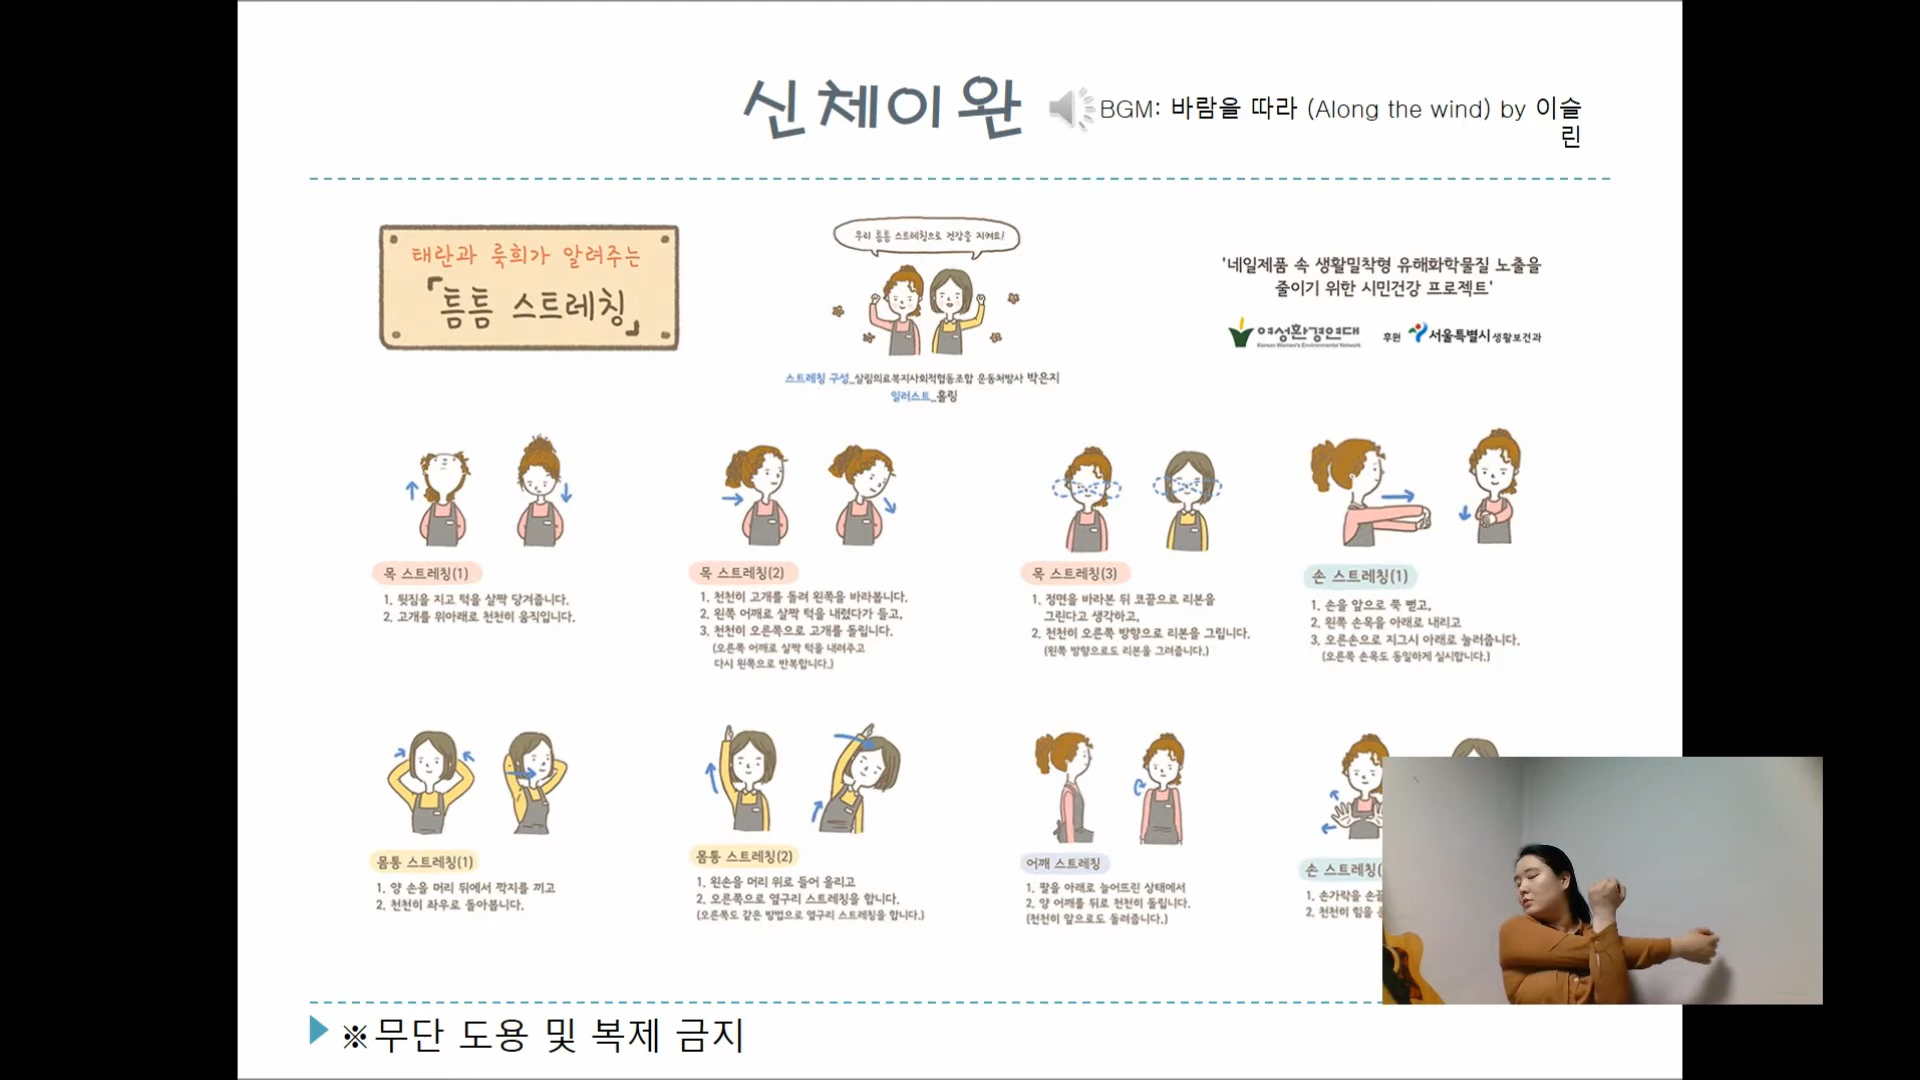 신체이완
BGM: 바람을 따라 (Along the wind) by 이슬
린
태란과 룩희가 알려주는
『틈틈 스트레칭』
우리 틈틈 스트레칭으로 건강을 지켜요!
스트레칭 구성_살림의료복지사회적협동조합 운동처방사 박은지
일러스트_홀링
'네일제품 속 생활밀착형 유해화학물질 노출을
줄이기 위한 시민건강 프로젝트'
여성환경연대
Korean Women's Environmental Network
후원 서울특별시 생활보건과
목 스트레칭(1)
1. 뒷짐을 지고 턱을 살짝 당겨줍니다.
2. 고개를 위아래로 천천히 움직입니다.
목 스트레칭(2)
1. 천천히 고개를 돌려 왼쪽을 바라봅니다.
2. 왼쪽 어깨로 살짝 턱을 내렸다가 들고,
3. 천천히 오른쪽으로 고개를 돌립니다.
(오른쪽 어깨로 살짝 턱을 내려주고
다시 왼쪽으로 반복합니다.)
목 스트레칭(3)
1. 정면을 바라본 뒤 코끝으로 리본을
그린다고 생각하고,
2. 천천히 오른쪽 방향으로 리본을 그립니다.
(왼쪽 방향으로도 리본을 그려줍니다.)
손 스트레칭(1)
1. 손을 앞으로 쭉 뻗고,
2. 왼쪽 손목을 아래로 내리고
3. 오른손으로 지그시 아래로 눌러줍니다.
(오른쪽 손목도 동일하게 실시합니다.)
몸통 스트레칭(1)
1. 양 손을 머리 뒤에서 깍지를 끼고
2. 천천히 좌우로 돌아봅니다.
몸통 스트레칭(2)
1. 왼손을 머리 위로 들어 올리고
2. 오른쪽으로 옆구리 스트레칭을 합니다.
(오른쪽도 같은 방법으로 옆구리 스트레칭을 합니다.)
어깨 스트레칭
1. 팔을 아래로 늘어뜨린 상태에서
2. 양 어깨를 뒤로 천천히 돌립니다.
(천천히 앞으로도 돌려줍니다.)
손 스트레칭(
1. 손가락을 손끝
2. 천천히 힘을
※무단 도용 및 복제 금지